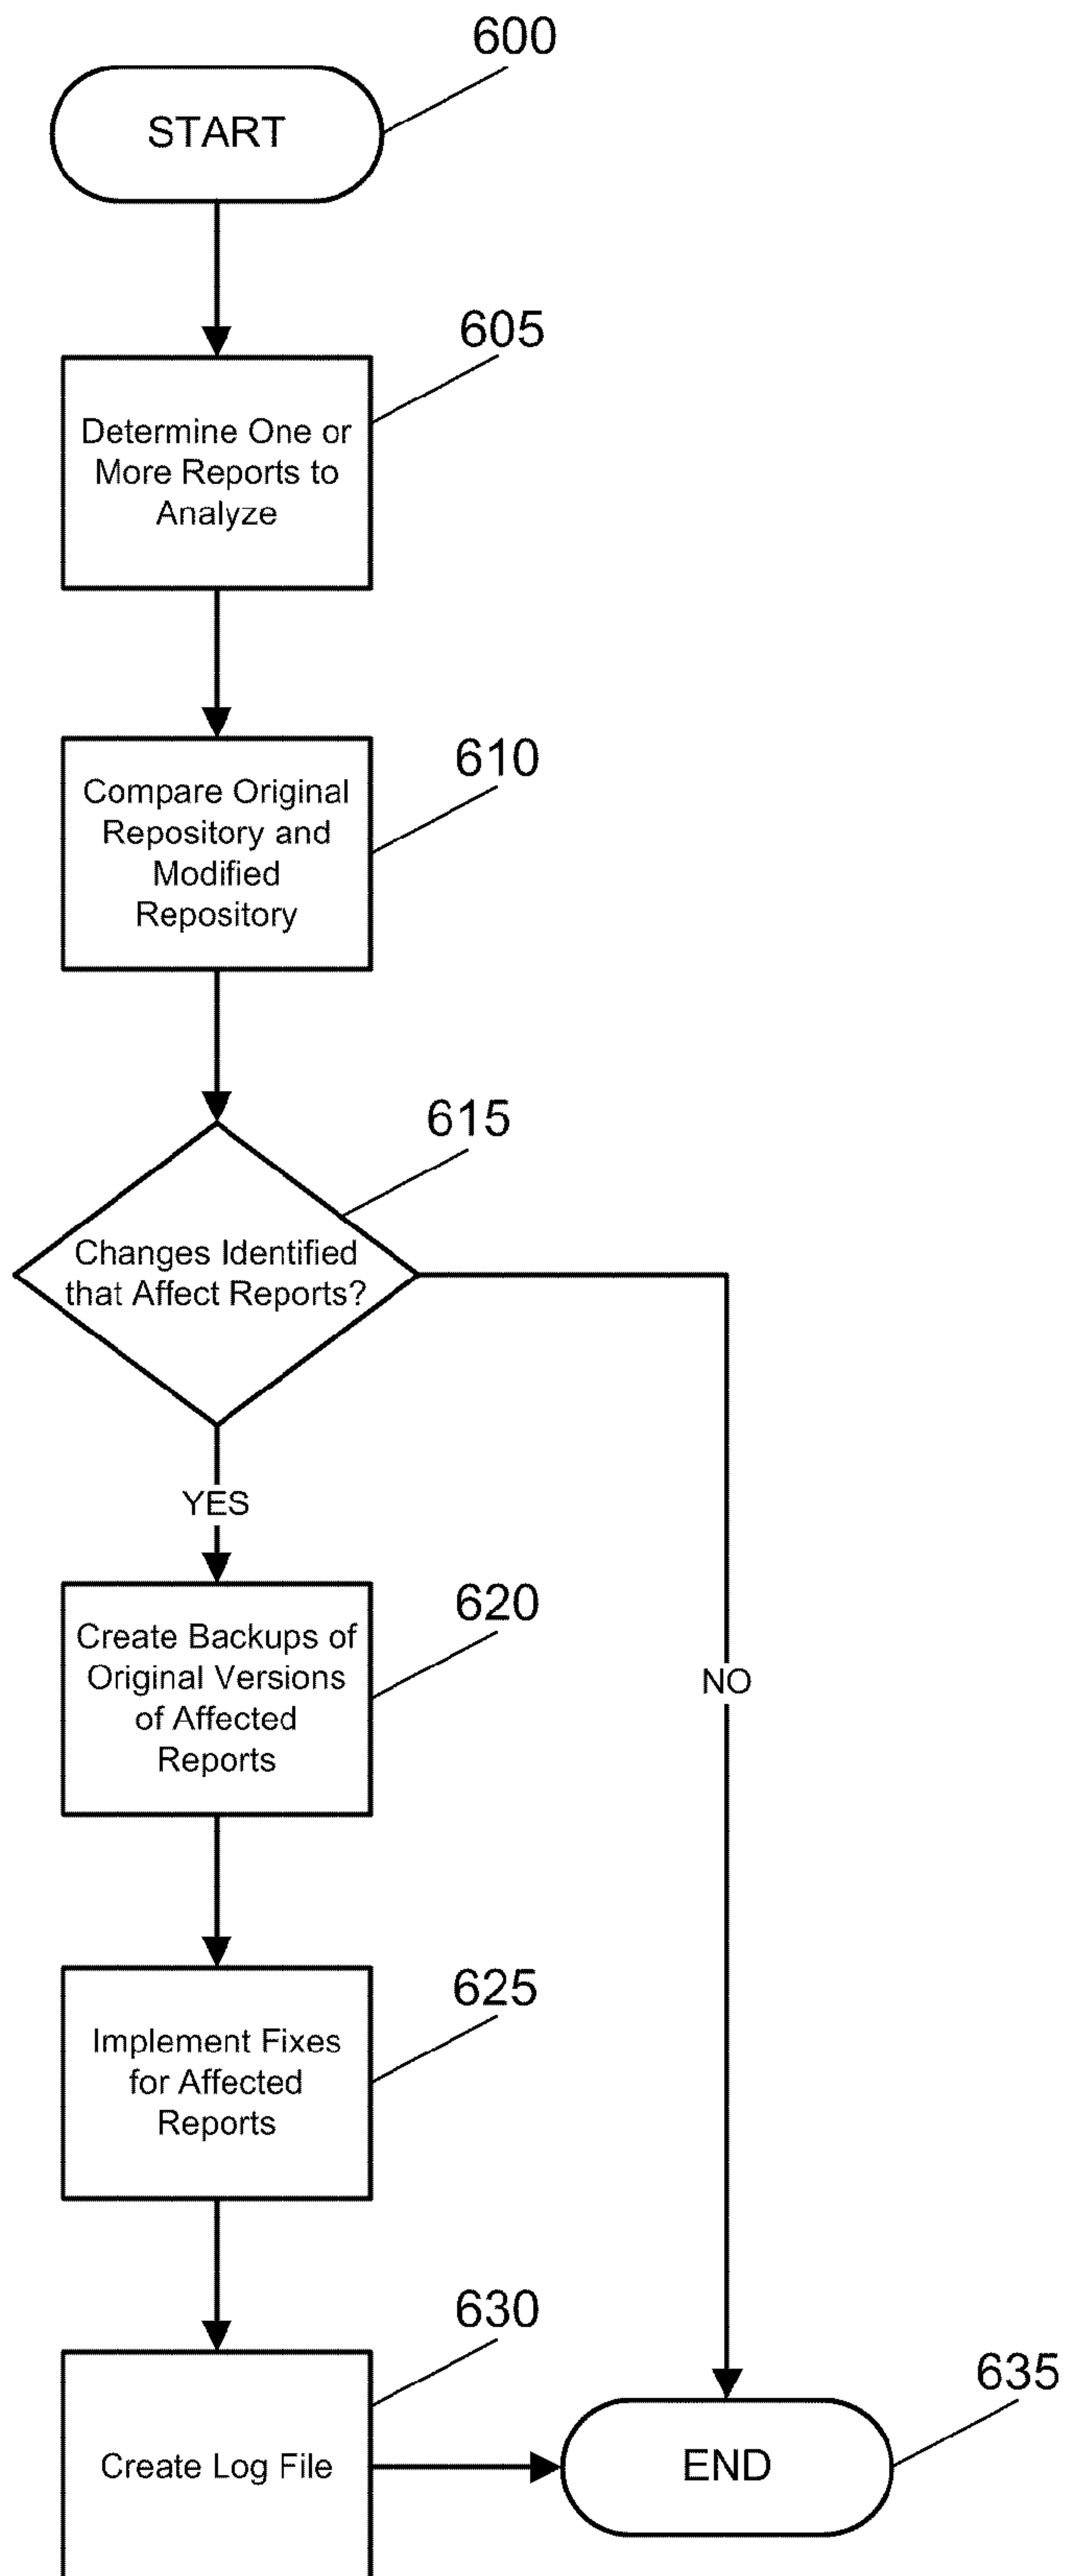 600
START
605
Determine One or
More Reports to
Analyze
610
Compare Original
Repository and
Modified
Repository
615
Changes Identified
that Affect Reports?
YES
620
Create Backups of
Original Versions
of Affected
Reports
NO
625
Implement Fixes
for Affected
Reports
630
Create Log File
635
END